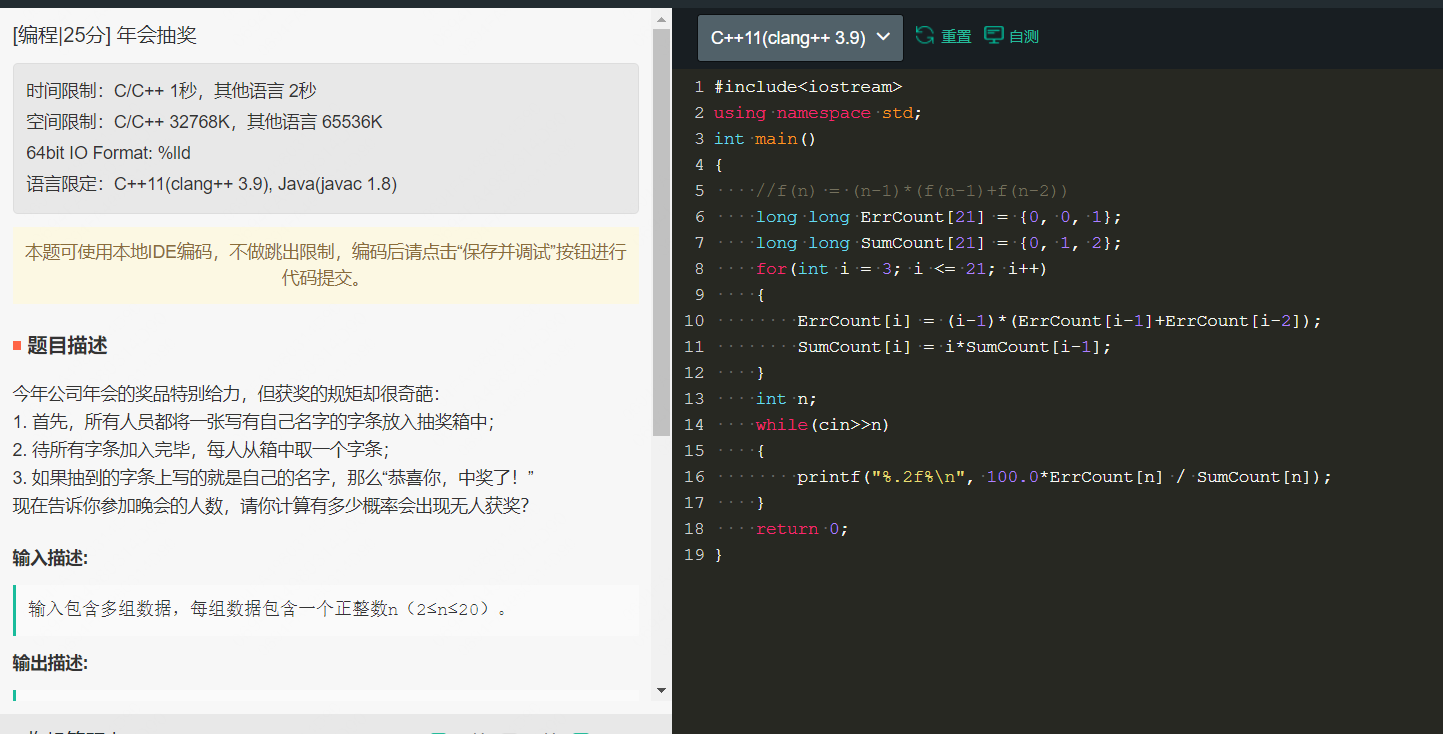 [编程|25分] 年会抽奖
时间限制：C/C++ 1秒，其他语言 2秒
空间限制：C/C++ 32768K，其他语言 65536K
64bit IO Format: %lld
语言限定：C++11(clang++ 3.9), Java(javac 1.8)
本题可使用本地IDE编码，不做跳出限制，编码后请点击“保存并调试”按钮进行
代码提交。
题目描述
今年公司年会的奖品特别给力，但获奖的规矩却很奇葩：
1. 首先，所有人员都将一张写有自己名字的字条放入抽奖箱中；
2. 待所有字条加入完毕，每人从箱中取一个字条；
3. 如果抽到的字条上写的就是自己的名字，那么“恭喜你，中奖了！”
现在告诉你参加晚会的人数，请你计算有多少概率会出现无人获奖？
输入描述:
输入包含多组数据，每组数据包含一个正整数n（2≤n≤20）。
输出描述:
C++11(clang++ 3.9) 重置 自测
1 #include<iostream>
2 using namespace std;
3 int main()
4 {
5 ····//f(n) = (n-1)*(f(n-1)+f(n-2))
6 ····long long ErrCount[21] = {0, 0, 1};
7 ····long long SumCount[21] = {0, 1, 2};
8 ····for(int i = 3; i <= 21; i++)
9 ····{
10 ········ErrCount[i] = (i-1)*(ErrCount[i-1]+ErrCount[i-2]);
11 ········SumCount[i] = i*SumCount[i-1];
12 ····}
13 ····int n;
14 ····while(cin>>n)
15 ····{
16 ········printf("%.2f%\n", 100.0*ErrCount[n] / SumCount[n]);
17 ····}
18 ····return 0;
19 }